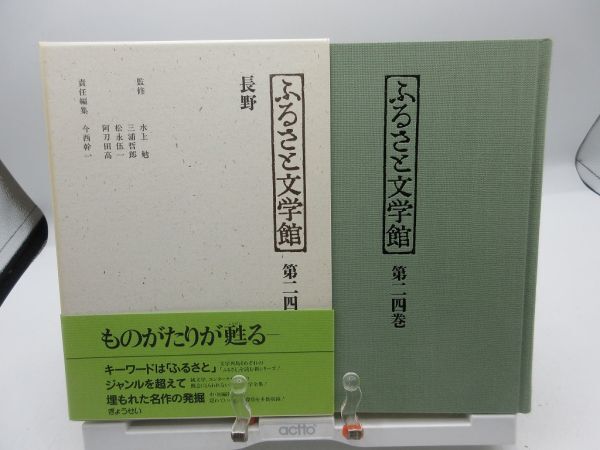 長野
ふるさと文学館
第二四
監修
水上 勉
三浦哲郎
松永伍一
阿刀田高
責任編集
今西幹一
ものがたりが甦る―
キーワードは「ふるさと」
ジャンルを超えて
埋もれた名作の発掘
ぎょうせい
ふるさと文学館
第二四巻
actto